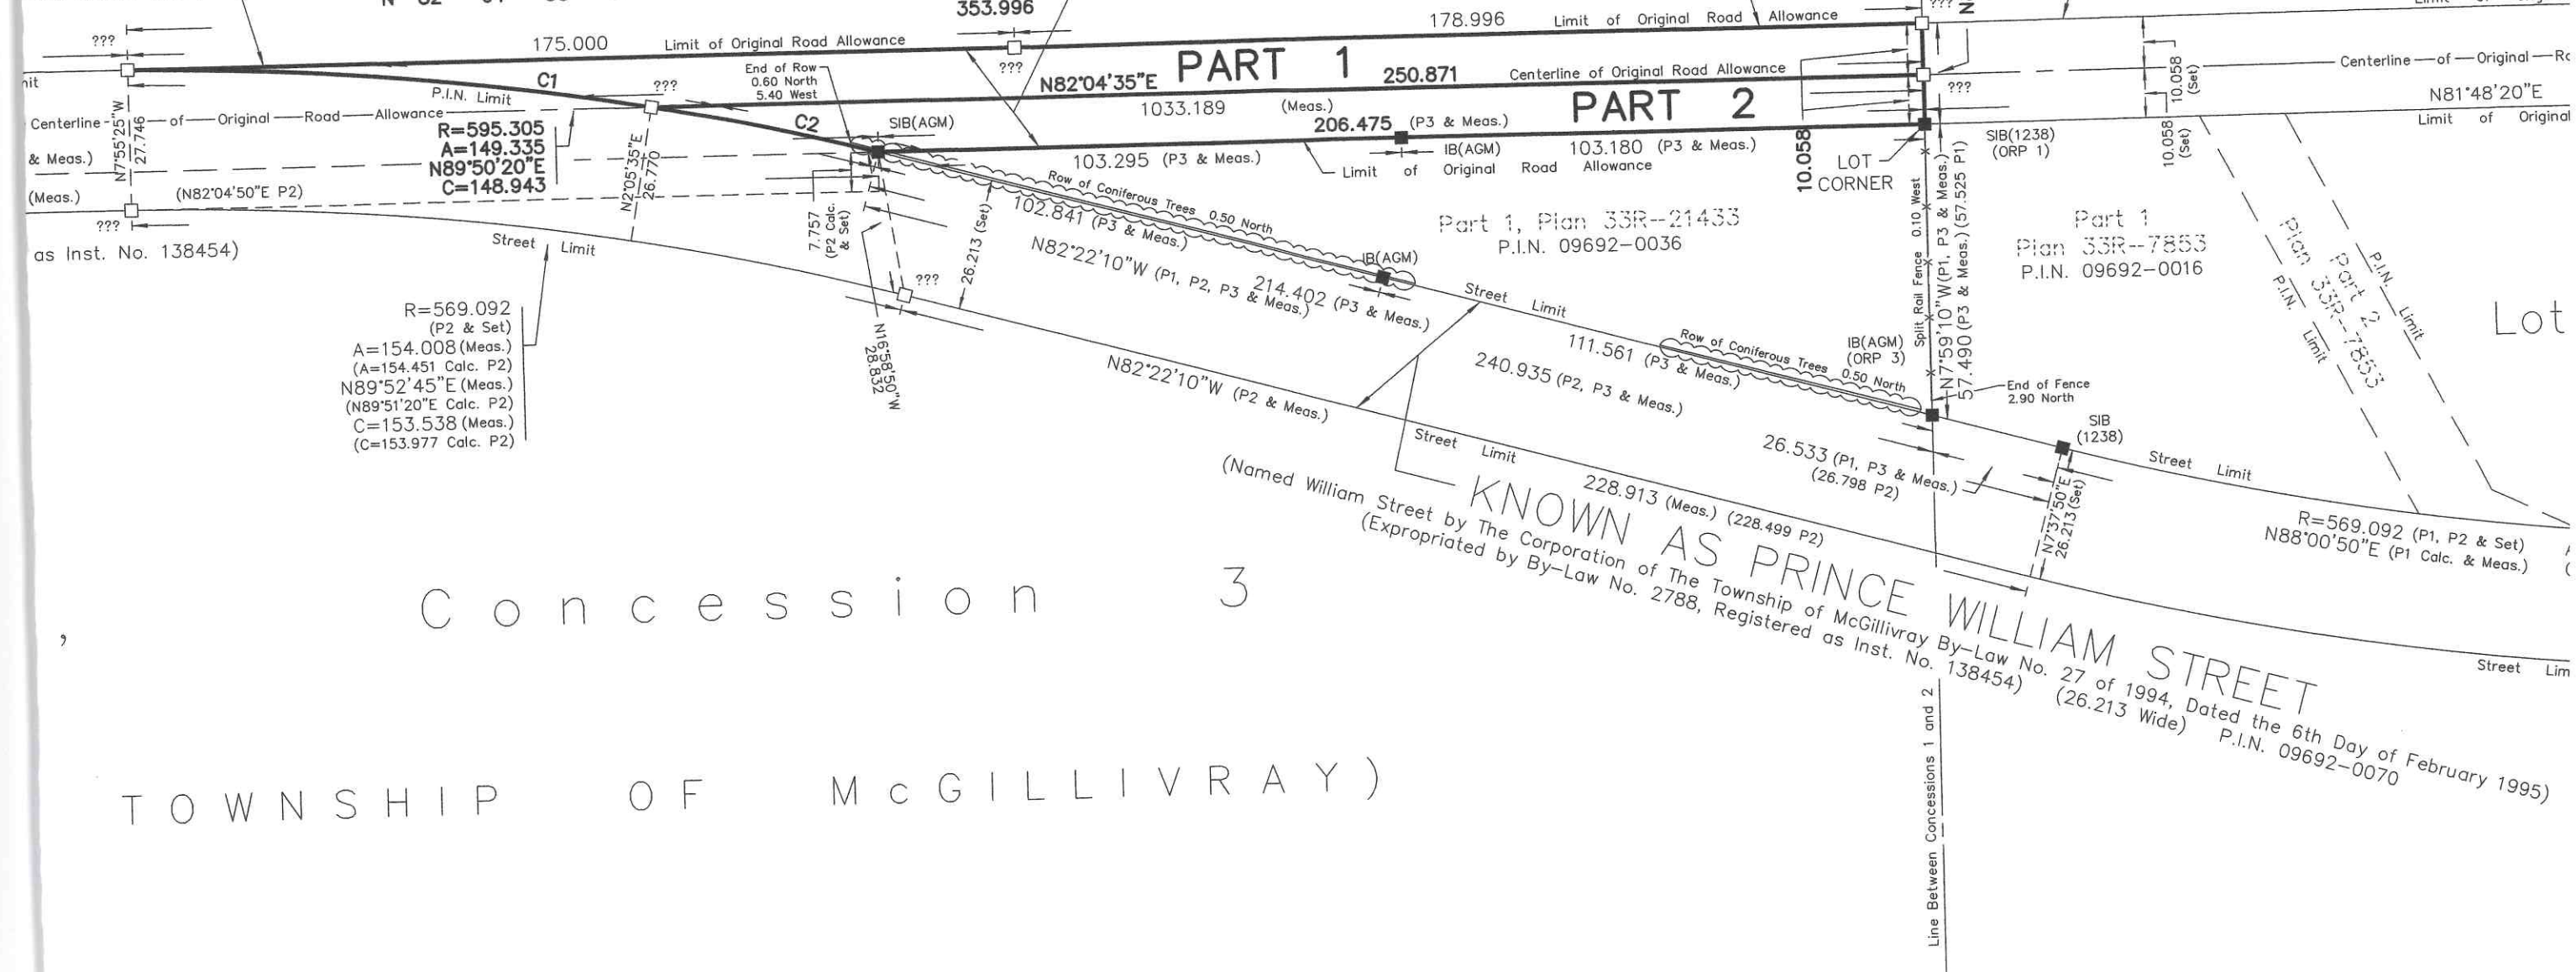 353.996
???
175.000
Limit of Original Road Allowance
178.996
Limit of Original Road Allowance
???
C1
P.I.N. Limit
???
End of Row
0.60 North
5.40 West
???
N82°04'35"E
PART 1
250.871
Centerline of Original Road Allowance
Centerline of Original
10.058
(Set)
N81°48'20"E
Limit of Original
Centerline of Original Road Allowance
N7°55'25"W
27.746
& Meas.)
(Meas.)
(N82°04'50"E P2)
R=595.305
A=149.335
N89°50'20"E
C=148.943
N2°05'35"E
26.770
C2
SIB(AGM)
1033.189 (Meas.)
PART 2
206.475 (P3 & Meas.)
103.295 (P3 & Meas.)
IB(AGM)
103.180 (P3 & Meas.)
Limit of Original Road Allowance
10.058
LOT
CORNER
???
SIB(1238)
(ORP 1)
10.058
(Set)
???
as Inst. No. 138454)
Street Limit
7.757
(P2 Calc.
& Set)
26.213 (Set)
Row of Coniferous Trees 0.50 North
102.841 (P3 & Meas.)
N82°22'10"W (P1, P2, P3 & Meas.)
214.402 (P3 & Meas.)
IB(AGM)
???
N16°58'50"W
28.832
Part 1, Plan 33R-21433
P.I.N. 09692-0036
Split Rail Fence 0.10 West
N7°59'10"W(P1, P3 & Meas.)
57.490 (P3 & Meas.) (57.525 P1)
Part 1
Plan 33R-7853
P.I.N. 09692-0016
P.I.N. Limit
Plan 33R-7853
Part 2
P.I.N. Limit
Lot
R=569.092
(P2 & Set)
A=154.008 (Meas.)
(A=154.451 Calc. P2)
N89°52'45"E (Meas.)
(N89°51'20"E Calc. P2)
C=153.538 (Meas.)
(C=153.977 Calc. P2)
Street Limit
N82°22'10"W (P2 & Meas.)
111.561 (P3 & Meas.)
240.935 (P2, P3 & Meas.)
Row of Coniferous Trees 0.50 North
IB(AGM)
(ORP 3)
End of Fence
2.90 North
SIB
(1238)
Street Limit
26.533 (P1, P3 & Meas.)
(26.798 P2)
N7°37'50"E
26.213 (Set)
Street Limit
228.913 (Meas.) (228.499 P2)
R=569.092 (P1, P2 & Set)
N88°00'50"E (P1 Calc. & Meas.)
KNOWN AS PRINCE WILLIAM STREET
(Named William Street by The Corporation of The Township of McGillivray By-Law No. 27 of 1994, Dated the 6th Day of February 1995)
(Expropriated by By-Law No. 2788, Registered as Inst. No. 138454) (26.213 Wide) P.I.N. 09692-0070
Street Lim
Concession 3
,
TOWNSHIP OF McGILLIVRAY)
Line Between Concessions 1 and 2